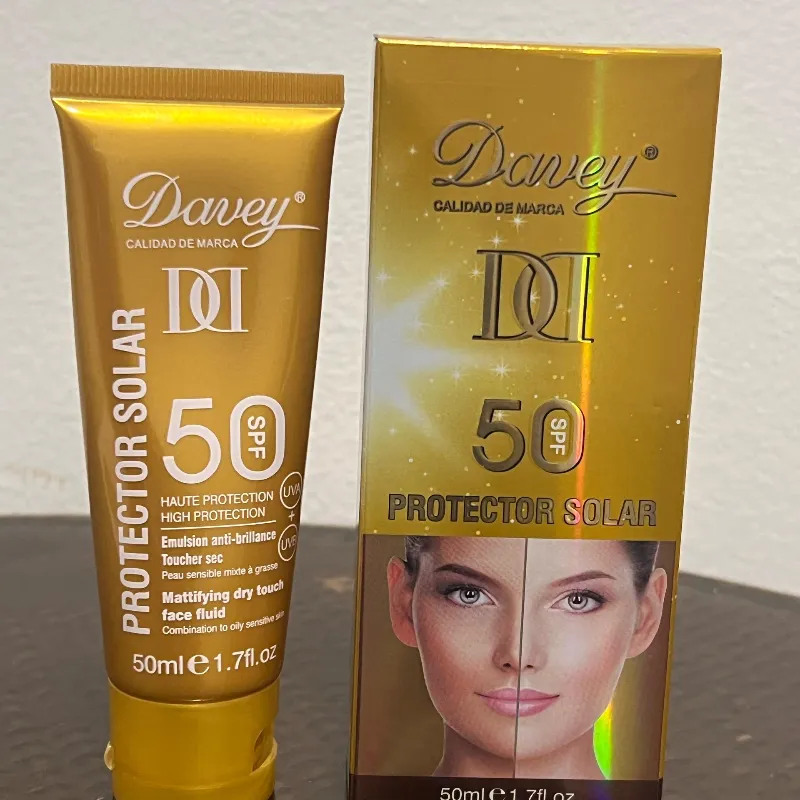 Davey®
CALIDAD DE MARCA
DD
PROTECTOR SOLAR
50 SPF
HAUTE PROTECTION
HIGH PROTECTION
UVA
+
UVB
Emulsion anti-brillance
Toucher sec
Peau sensible mixte à grasse
Mattifying dry touch
face fluid
Combination to oily sensitive skin
50ml e 1.7fl.oz
Davey®
CALIDAD DE MARCA
DD
50 SPF
PROTECTOR SOLAR
50ml e 1.7fl.oz